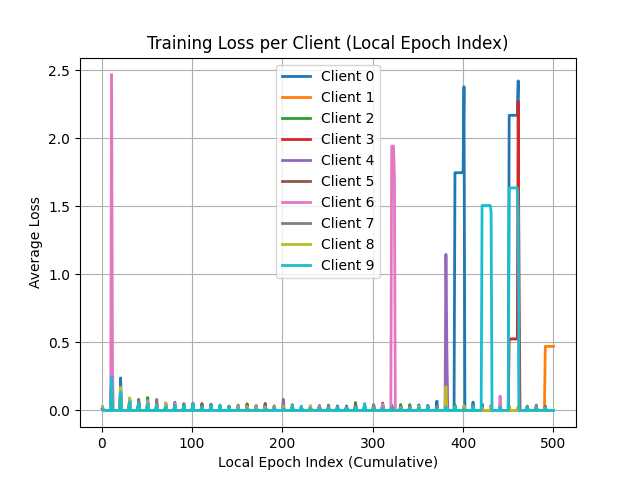 Training Loss per Client (Local Epoch Index)
2.5
2.0
1.5
1.0
0.5
0.0
Average Loss
Client 0
Client 1
Client 2
Client 3
Client 4
Client 5
Client 6
Client 7
Client 8
Client 9
0 100 200 300 400 500
Local Epoch Index (Cumulative)